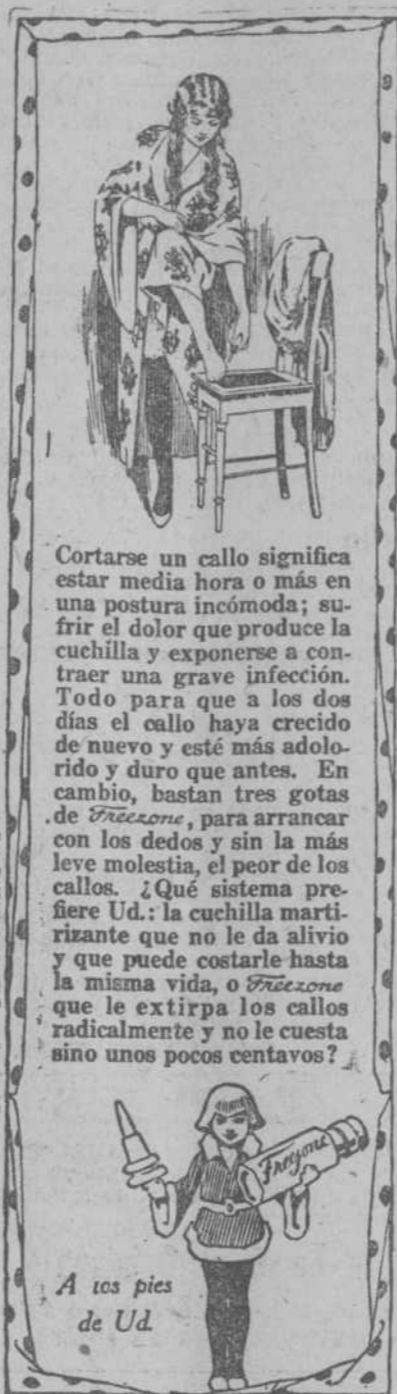 Cortarse un callo significa
estar media hora o más en
una postura incómoda; su-
frir el dolor que produce la
cuchilla y exponerse a con-
traer una grave infección.
Todo para que a los dos
días el callo haya crecido
de nuevo y esté más adolo-
rido y duro que antes. En
cambio, bastan tres gotas
de Freezone, para arrancar
con los dedos y sin la más
leve molestia, el peor de los
callos. ¿Qué sistema pre-
fiere Ud.: la cuchilla marti-
rizante que no le da alivio
y que puede costarle hasta
la misma vida, o Freezone
que le extirpa los callos
radicalmente y no le cuesta
sino unos pocos centavos?
Freezone
A los pies
de Ud.